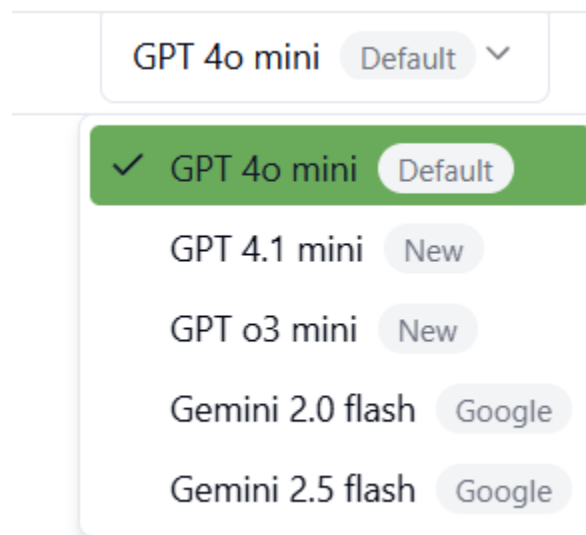 GPT 4o mini Default
GPT 4o mini Default
GPT 4.1 mini New
GPT o3 mini New
Gemini 2.0 flash Google
Gemini 2.5 flash Google